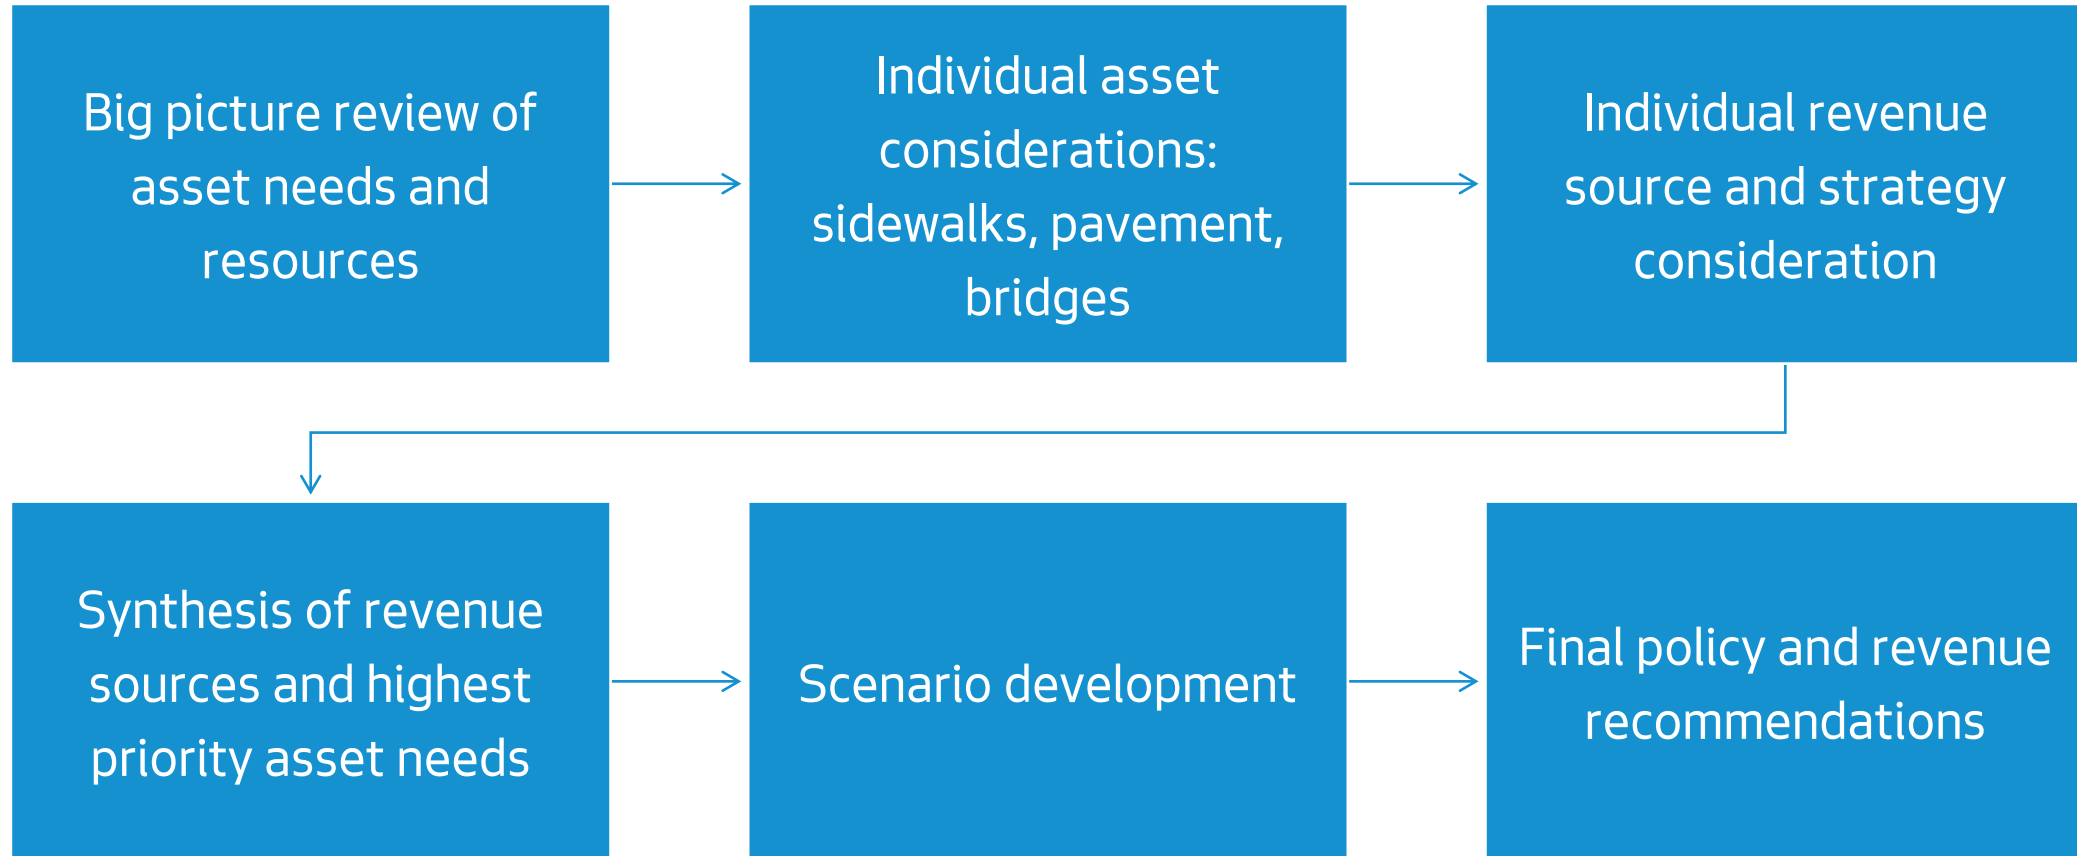 Big picture review of
asset needs and
resources
Individual asset
considerations:
sidewalks, pavement,
bridges
Individual revenue
source and strategy
consideration
Synthesis of revenue
sources and highest
priority asset needs
Scenario development
Final policy and revenue
recommendations